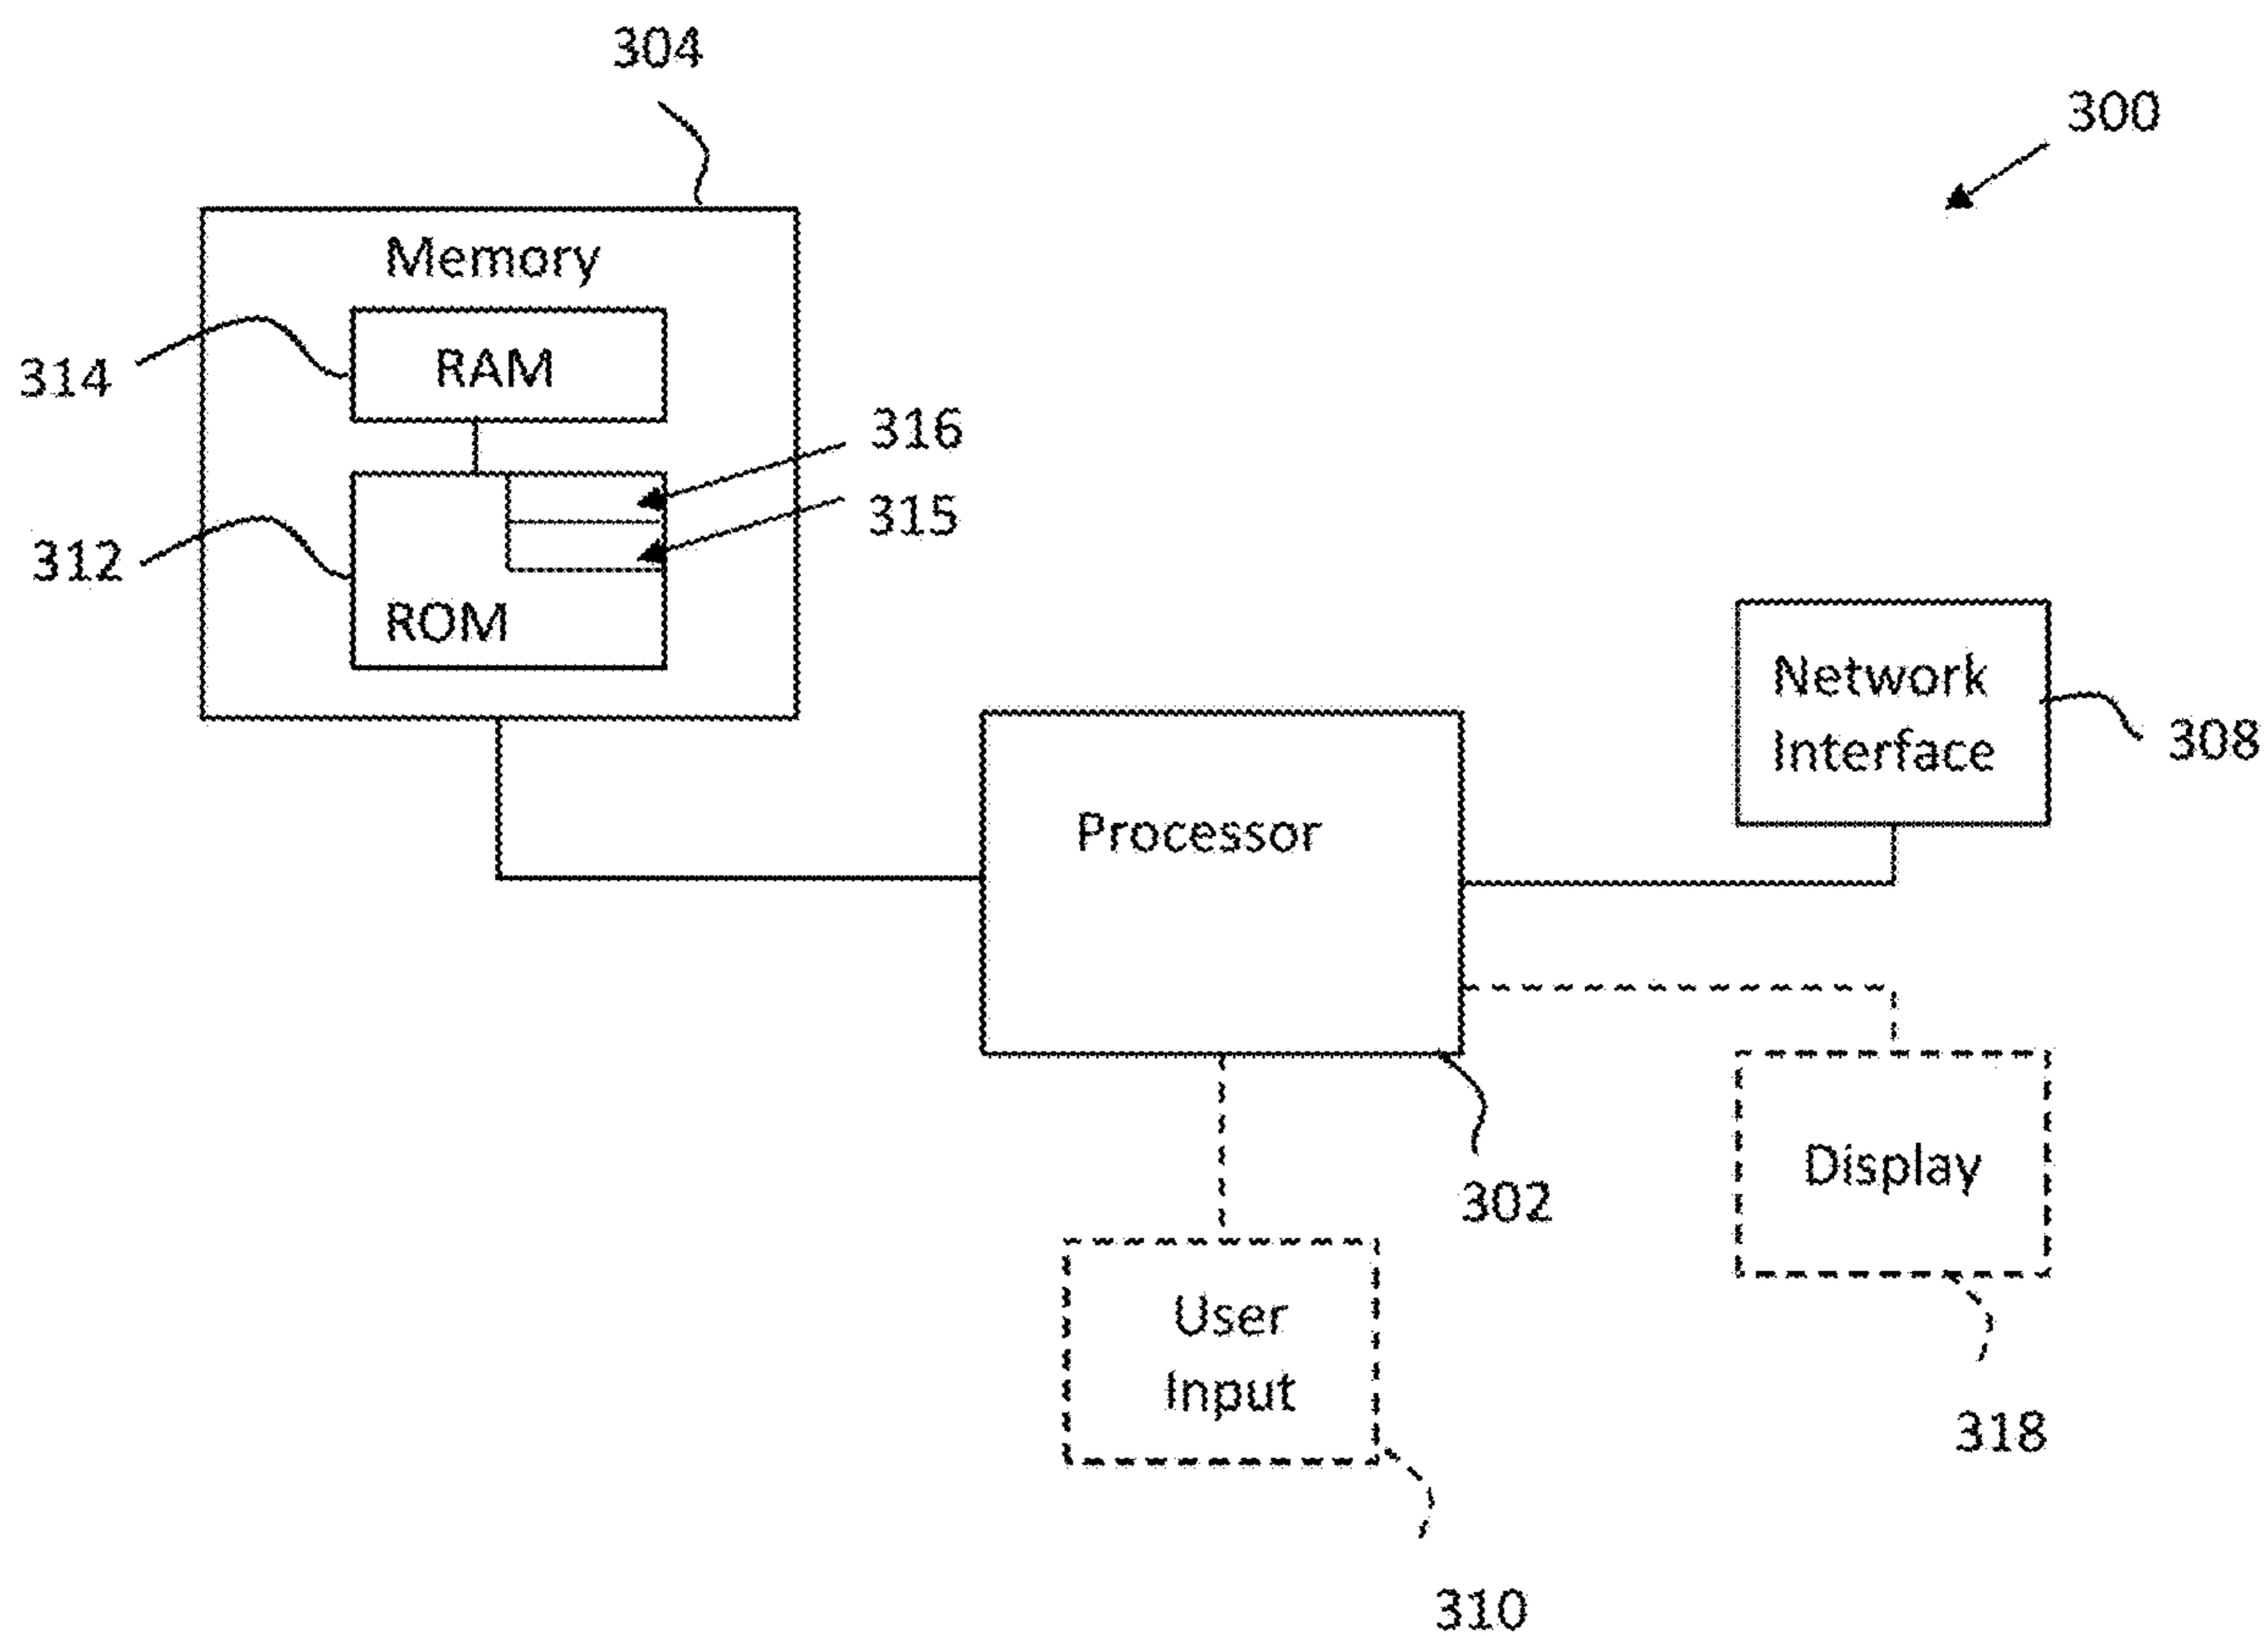 304
300
Memory
314
RAM
316
315
312
ROM
Network
Interface
308
Processor
302
Display
User
Input
318
310